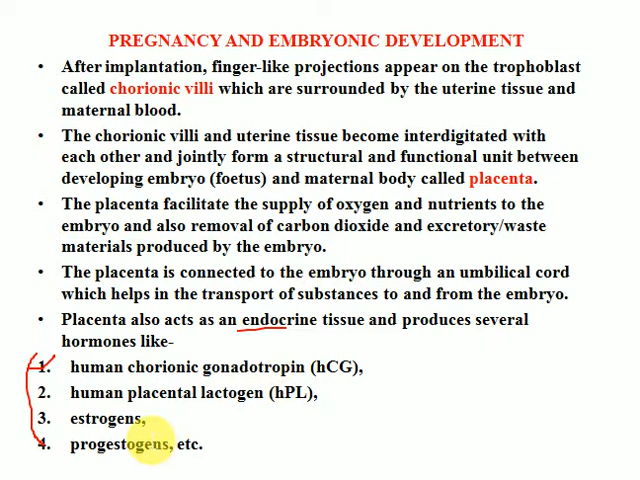 PREGNANCY AND EMBRYONIC DEVELOPMENT
• After implantation, finger-like projections appear on the trophoblast
called chorionic villi which are surrounded by the uterine tissue and
maternal blood.
• The chorionic villi and uterine tissue become interdigitated with
each other and jointly form a structural and functional unit between
developing embryo (foetus) and maternal body called placenta.
• The placenta facilitate the supply of oxygen and nutrients to the
embryo and also removal of carbon dioxide and excretory/waste
materials produced by the embryo.
• The placenta is connected to the embryo through an umbilical cord
which helps in the transport of substances to and from the embryo.
• Placenta also acts as an endocrine tissue and produces several
hormones like-
1. human chorionic gonadotropin (hCG),
2. human placental lactogen (hPL),
3. estrogens,
4. progestogens, etc.